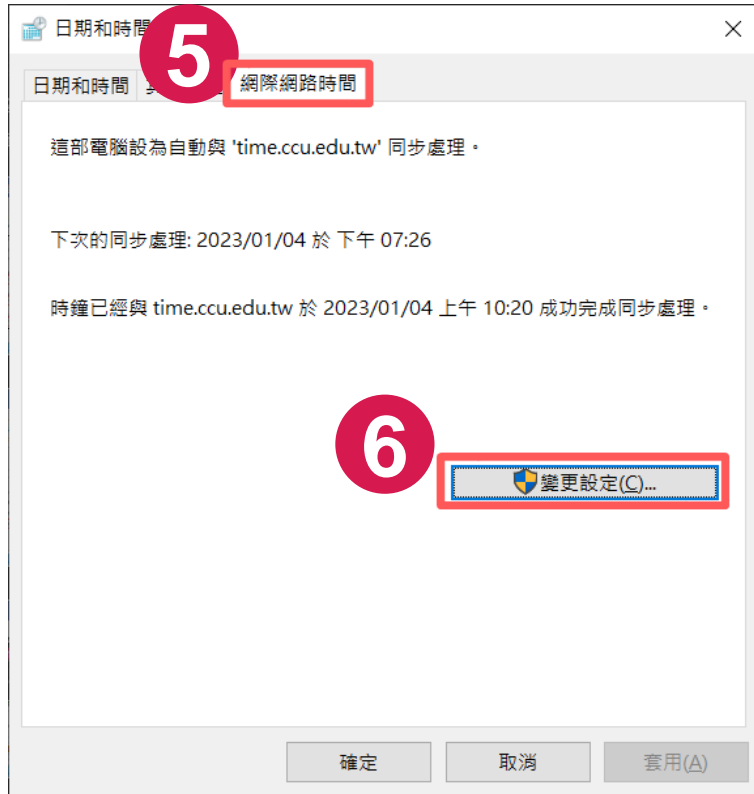 日期和時間
5
日期和時間
網際網路時間
這部電腦設為自動與 'time.ccu.edu.tw' 同步處理。
下次的同步處理: 2023/01/04 於 下午 07:26
時鐘已經與 time.ccu.edu.tw 於 2023/01/04 上午 10:20 成功完成同步處理。
6
變更設定(C)...
確定
取消
套用(A)